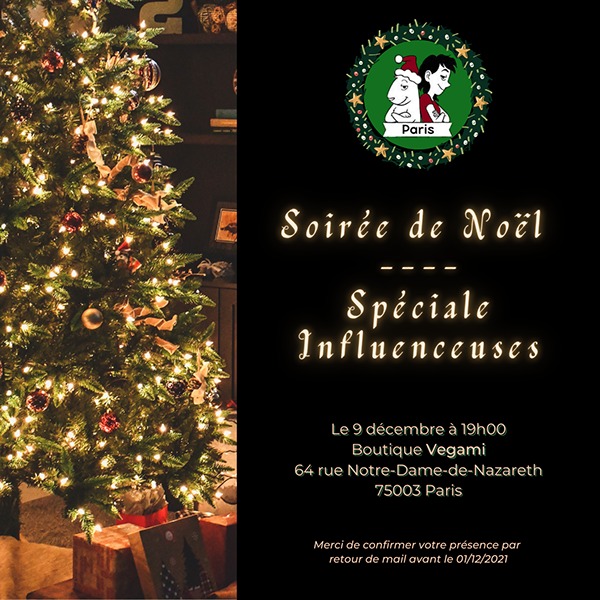 Paris
Soirée de Noël
----
Spéciale
Influenceuses
Le 9 décembre à 19h00
Boutique Vegami
64 rue Notre-Dame-de-Nazareth
75003 Paris
Merci de confirmer votre présence par
retour de mail avant le 01/12/2021